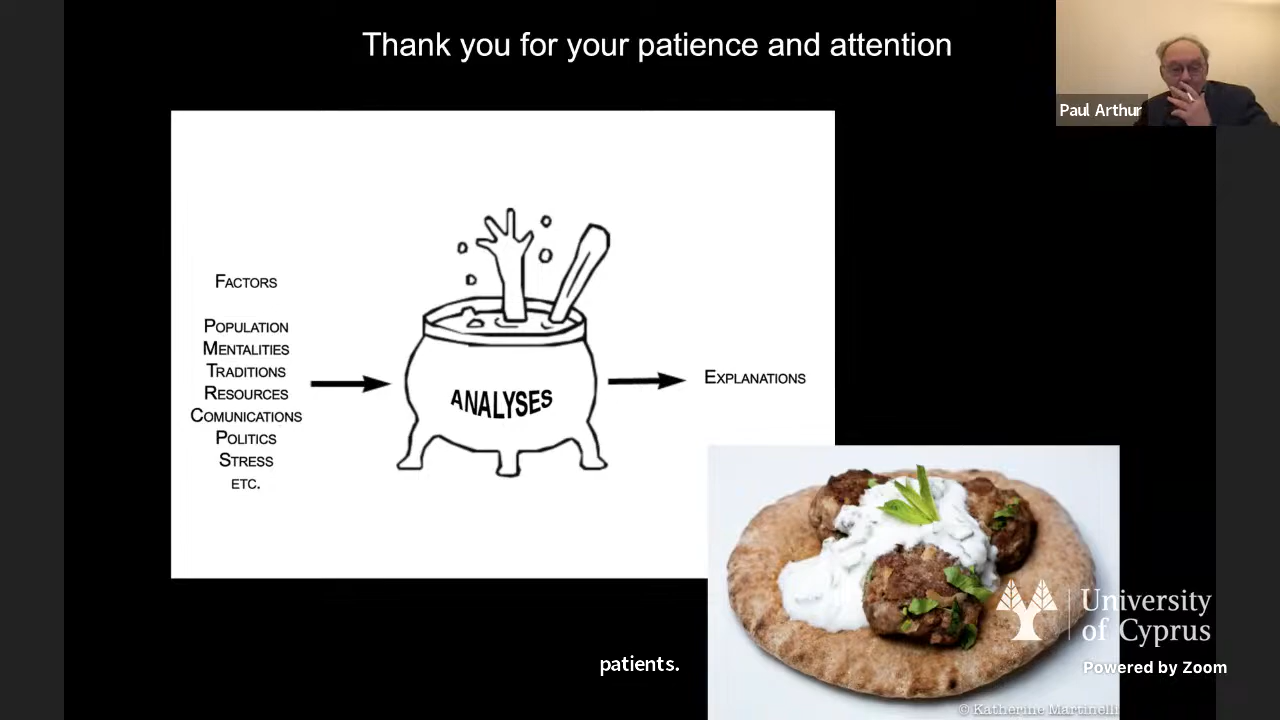 Thank you for your patience and attention
Paul Arthur
FACTORS
POPULATION
MENTALITIES
TRADITIONS
RESOURCES
COMUNICATIONS
POLITICS
STRESS
ETC.
ANALYSES
EXPLANATIONS
University
of Cyprus
patients.
Powered by Zoom
© Katherine Martinelli